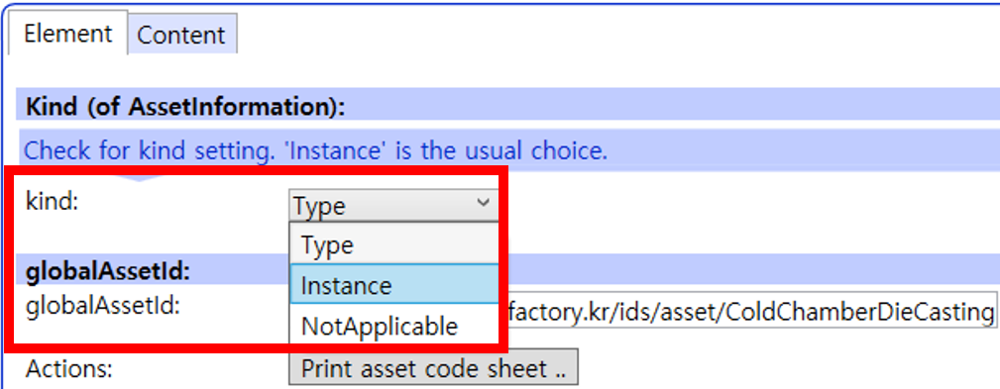 Element Content
Kind (of AssetInformation):
Check for kind setting. 'Instance' is the usual choice.
kind: Type
Type
globalAssetId:
Instance
globalAssetId: factory.kr/ids/asset/ColdChamberDieCasting
NotApplicable
Actions: Print asset code sheet ..